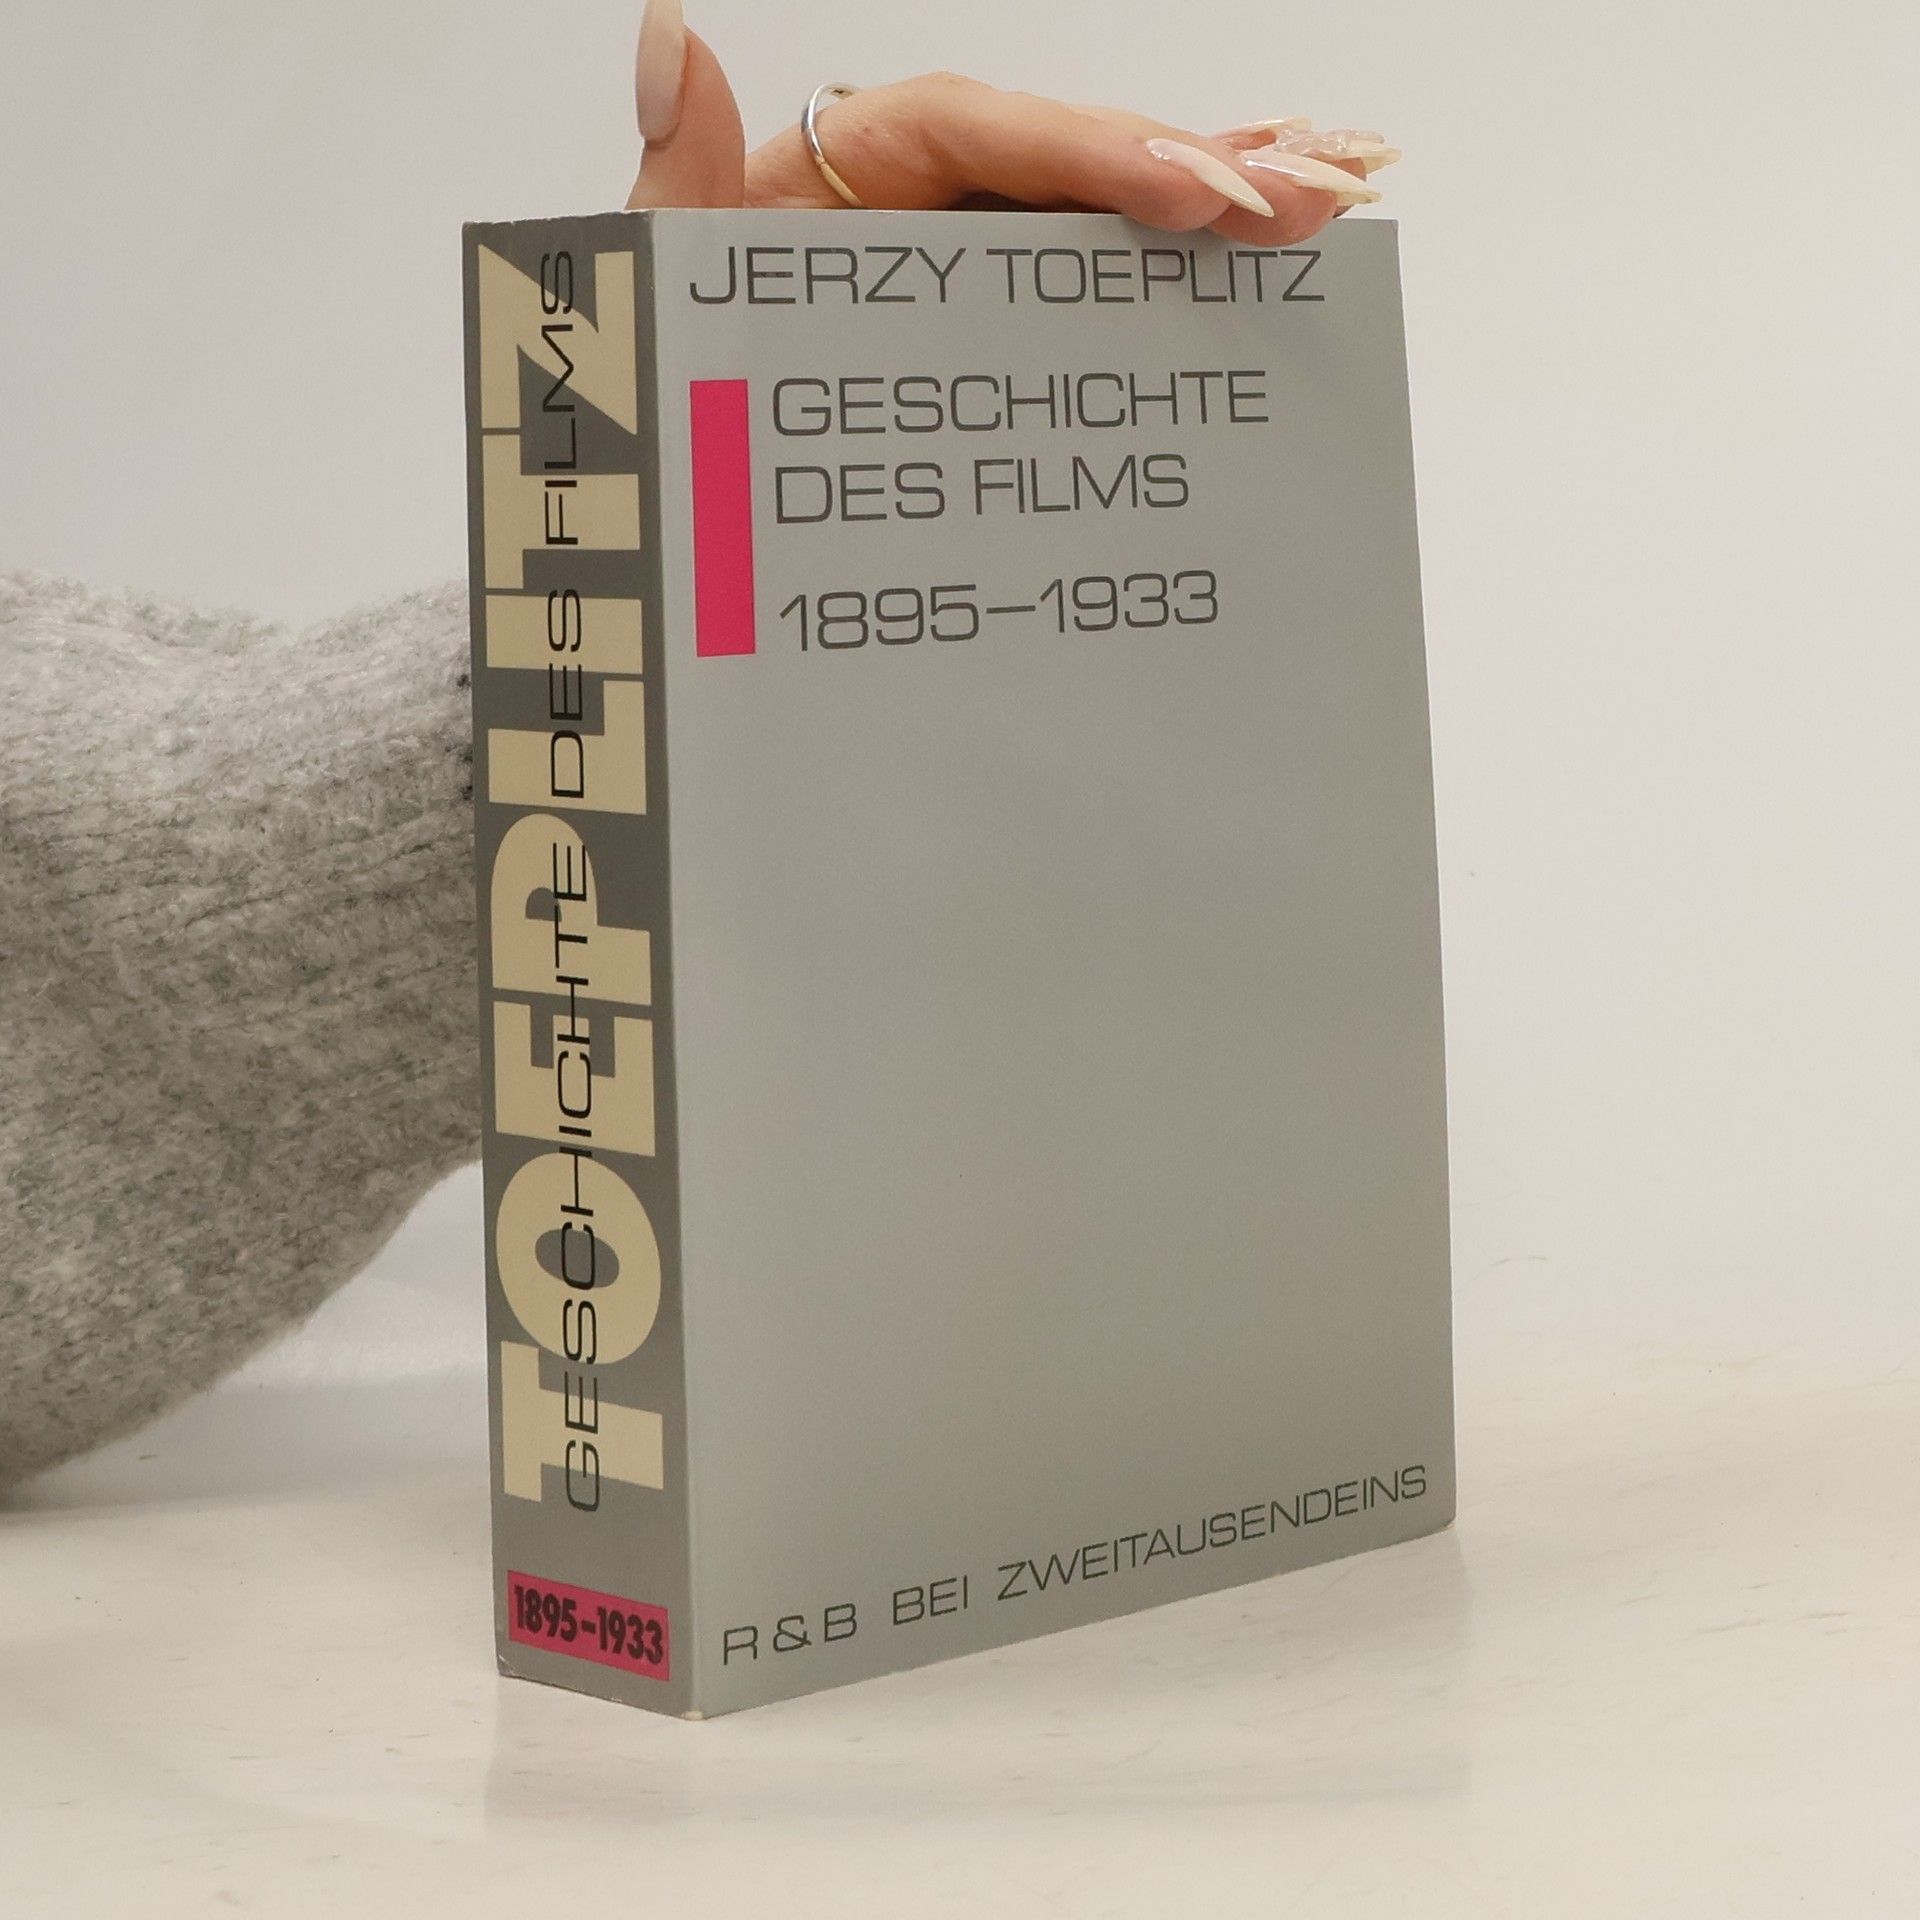 TOEPLITZ
GESCHICHTE DES FILMS
1895-1933
JERZY TOEPLITZ
GESCHICHTE
DES FILMS
1895–1933
R & B BEI ZWEITAUSENDEINS